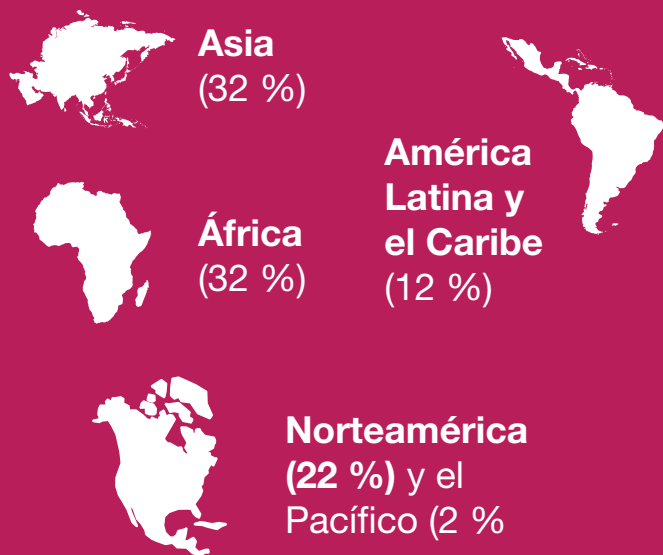 Asia
(32 %)
América
Latina y
el Caribe
(12 %)
África
(32 %)
Norteamérica
(22 %) y el
Pacífico (2 %